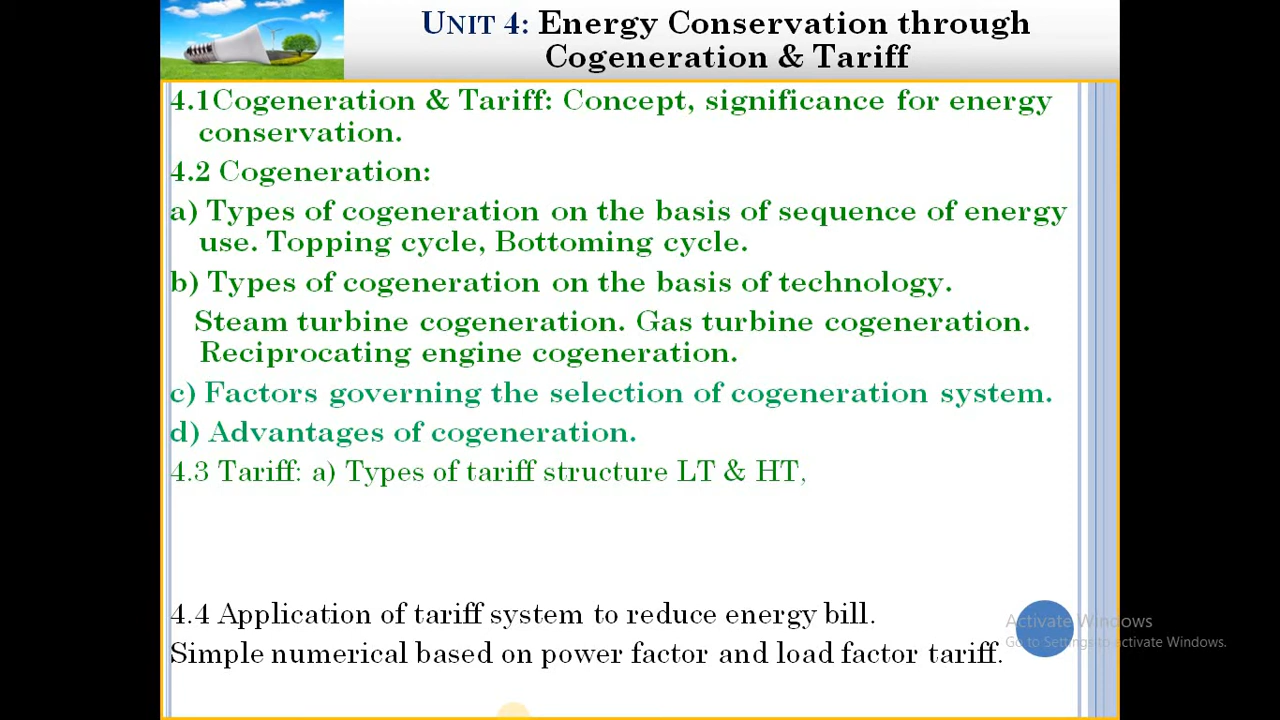 UNIT 4: Energy Conservation through
Cogeneration & Tariff
4.1Cogeneration & Tariff: Concept, significance for energy
conservation.
4.2 Cogeneration:
a) Types of cogeneration on the basis of sequence of energy
use. Topping cycle, Bottoming cycle.
b) Types of cogeneration on the basis of technology.
Steam turbine cogeneration. Gas turbine cogeneration.
Reciprocating engine cogeneration.
c) Factors governing the selection of cogeneration system.
d) Advantages of cogeneration.
4.3 Tariff: a) Types of tariff structure LT & HT,
4.4 Application of tariff system to reduce energy bill.
Simple numerical based on power factor and load factor tariff.
Activate Windows
Go to Settings to activate Windows.